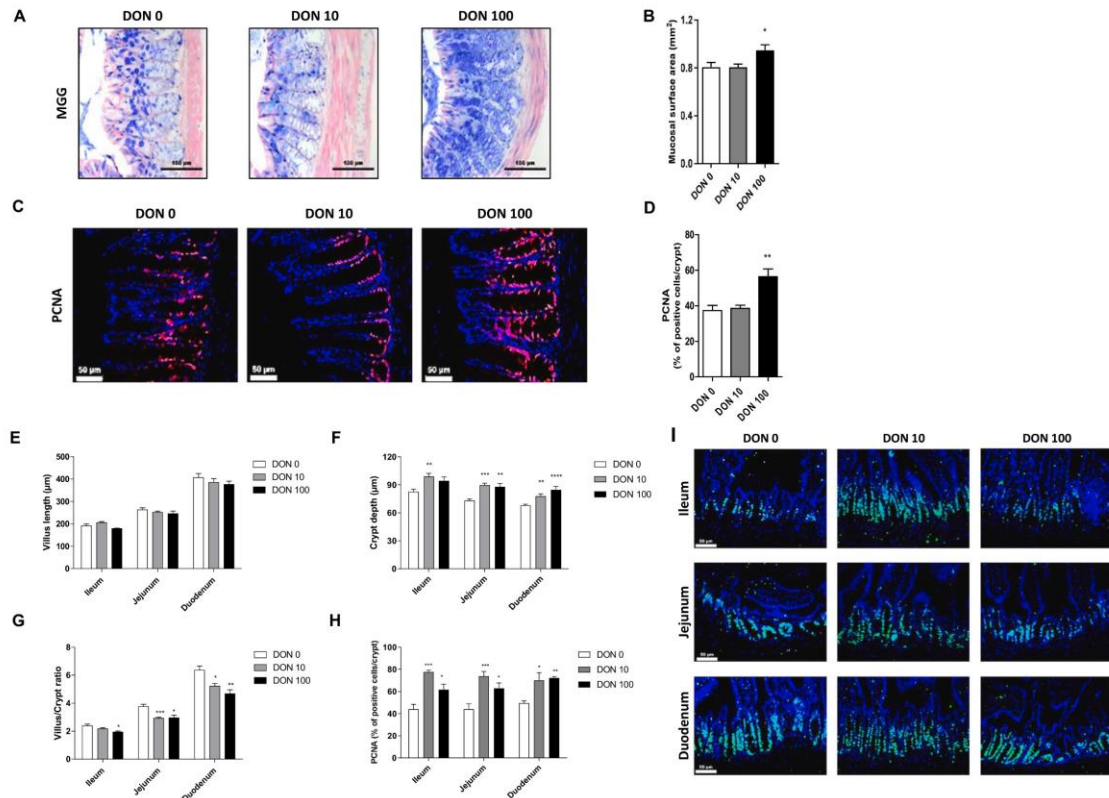 A
DON 0 DON 10 DON 100
MGG
100 µm 100 µm 100 µm
B
Mucosal surface area (mm²)
1.2
0.8
0.4
0.0
*
DON 0 DON 10 DON 100
C
DON 0 DON 10 DON 100
PCNA
50 µm 50 µm 50 µm
D
PCNA
(% of positive cells/crypt)
80
60
40
20
0
**
DON 0 DON 10 DON 100
E
Villus length (µm)
500
400
300
200
100
0
Ileum Jejunum Duodenum
DON 0
DON 10
DON 100
F
Crypt depth (µm)
120
90
60
30
0
** *** ** ** ****
Ileum Jejunum Duodenum
DON 0
DON 10
DON 100
G
Villus/Crypt ratio
8
6
4
2
0
* *** * * **
Ileum Jejunum Duodenum
DON 0
DON 10
DON 100
H
PCNA (% of positive cells/crypt)
100
80
60
40
20
0
*** * *** * * **
Ileum Jejunum Duodenum
DON 0
DON 10
DON 100
I
DON 0 DON 10 DON 100
Ileum
Jejunum
Duodenum